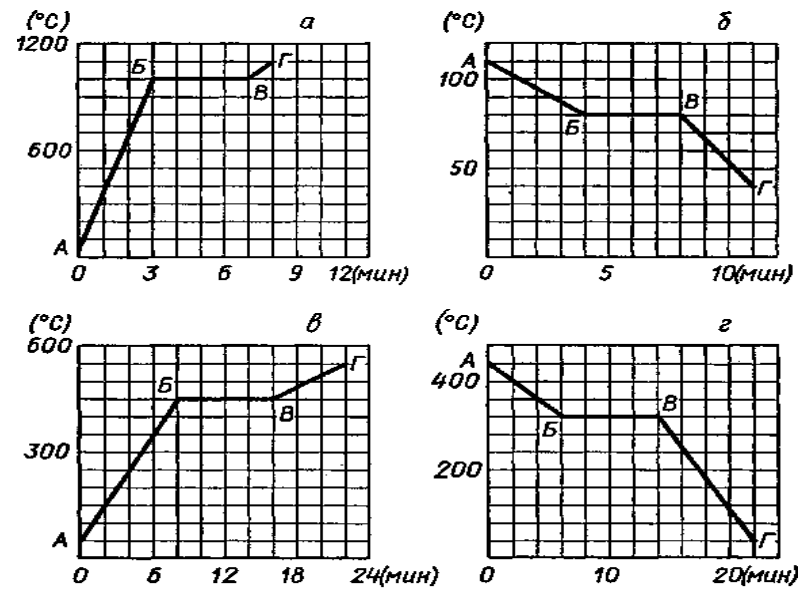 (°С) а
1200
600
Б
Г
В
А
0 3 6 9 12(мин)
(°С) б
А
100
50
Б
В
Г
0 5 10(мин)
(°С) в
600
300
Б
Г
В
А
0 6 12 18 24(мин)
(°С) г
А
400
200
Б
В
Г
0 10 20(мин)